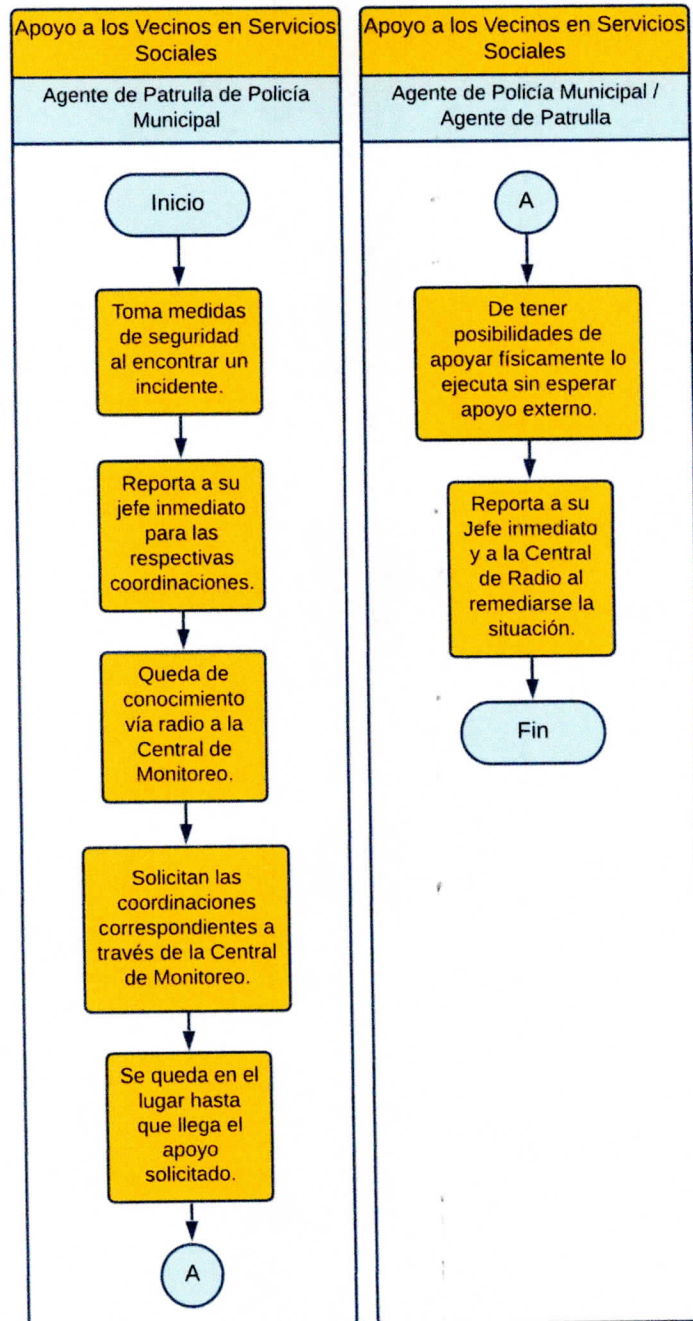 Apoyo a los Vecinos en Servicios
Sociales
Agente de Patrulla de Policía
Municipal
Inicio
Toma medidas
de seguridad
al encontrar un
incidente.
Reporta a su
jefe inmediato
para las
respectivas
coordinaciones.
Queda de
conocimiento
vía radio a la
Central de
Monitoreo.
Solicitan las
coordinaciones
correspondientes a
través de la Central
de Monitoreo.
Se queda en el
lugar hasta
que llega el
apoyo
solicitado.
A
Apoyo a los Vecinos en Servicios
Sociales
Agente de Policía Municipal /
Agente de Patrulla
A
De tener
posibilidades de
apoyar físicamente lo
ejecuta sin esperar
apoyo externo.
Reporta a su
Jefe inmediato
y a la Central
de Radio al
remediarse la
situación.
Fin